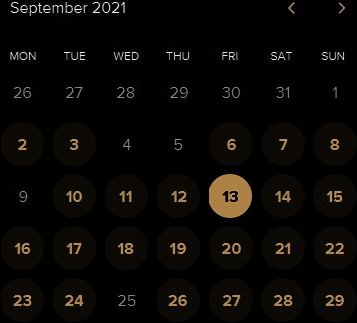 September 2021
MON TUE WED THU FRI SAT SUN
26 27 28 29 30 31 1
2 3 4 5 6 7 8
9 10 11 12 13 14 15
16 17 18 19 20 21 22
23 24 25 26 27 28 29